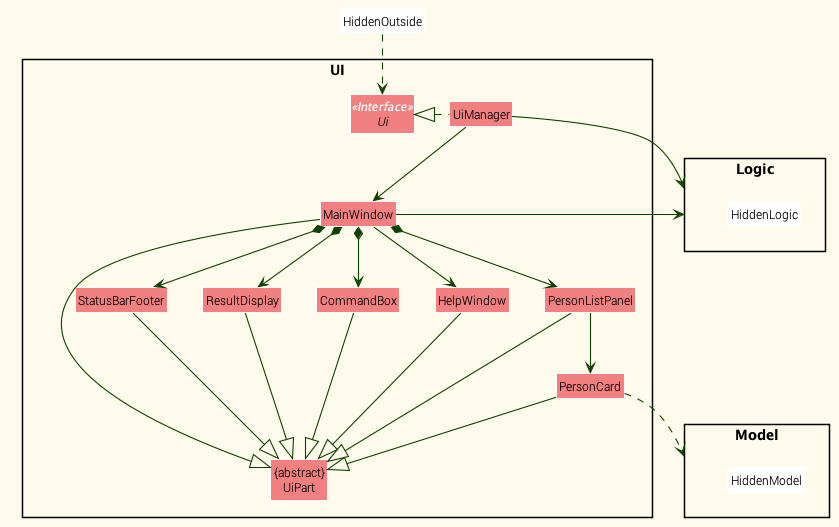 HiddenOutside
UI
«Interface»
Ui
UiManager
Logic
HiddenLogic
MainWindow
StatusBarFooter
ResultDisplay
CommandBox
HelpWindow
PersonListPanel
PersonCard
Model
HiddenModel
{abstract}
UiPart